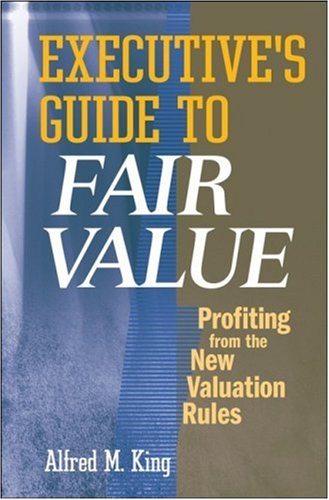 EXECUTIVE'S
GUIDE TO
FAIR
VALUE
Profiting
from the
New
Valuation
Rules
Alfred M. King